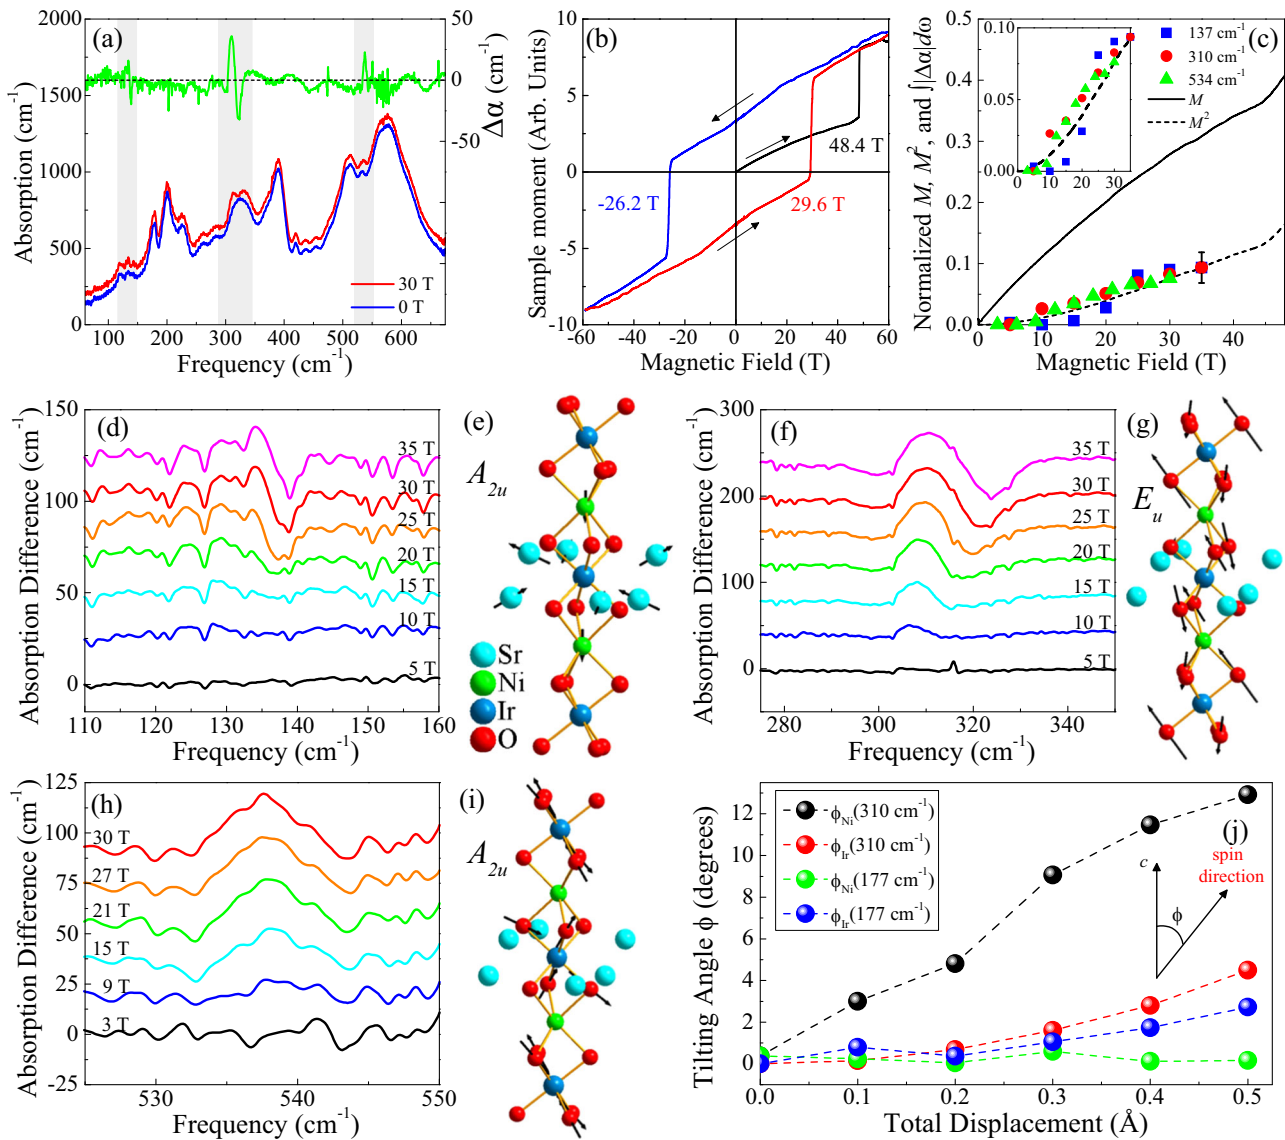 (a)
2000
1500
1000
500
0
Absorption (cm-1)
50
0
-50
Δα (cm-1)
30 T
0 T
100 200 300 400 500 600
Frequency (cm-1)
(b)
10
5
0
-5
-10
Sample moment (Arb. Units)
48.4 T
-26.2 T
29.6 T
-60 -40 -20 0 20 40 60
Magnetic Field (T)
(c)
0.5
0.4
0.3
0.2
0.1
0.0
Normalized M, M2, and ∫|Δα|dω
0.10
0.05
0.00
0 10 20 30
137 cm-1
310 cm-1
534 cm-1
M
M2
0 10 20 30 40
Magnetic Field (T)
(d)
150
100
50
0
Absorption Difference (cm-1)
35 T
30 T
25 T
20 T
15 T
10 T
5 T
110 120 130 140 150 160
Frequency (cm-1)
(e)
A2u
Sr
Ni
Ir
O
(f)
300
200
100
0
Absorption Difference (cm-1)
35 T
30 T
25 T
20 T
15 T
10 T
5 T
280 300 320 340
Frequency (cm-1)
(g)
Eu
(h)
125
100
75
50
25
0
-25
Absorption Difference (cm-1)
30 T
27 T
21 T
15 T
9 T
3 T
530 540 550
Frequency (cm-1)
(i)
A2u
(j)
12
10
8
6
4
2
0
Tilting Angle ϕ (degrees)
ϕNi(310 cm-1)
ϕIr(310 cm-1)
ϕNi(177 cm-1)
ϕIr(177 cm-1)
c
spin
direction
ϕ
0.0 0.1 0.2 0.3 0.4 0.5
Total Displacement (Å)